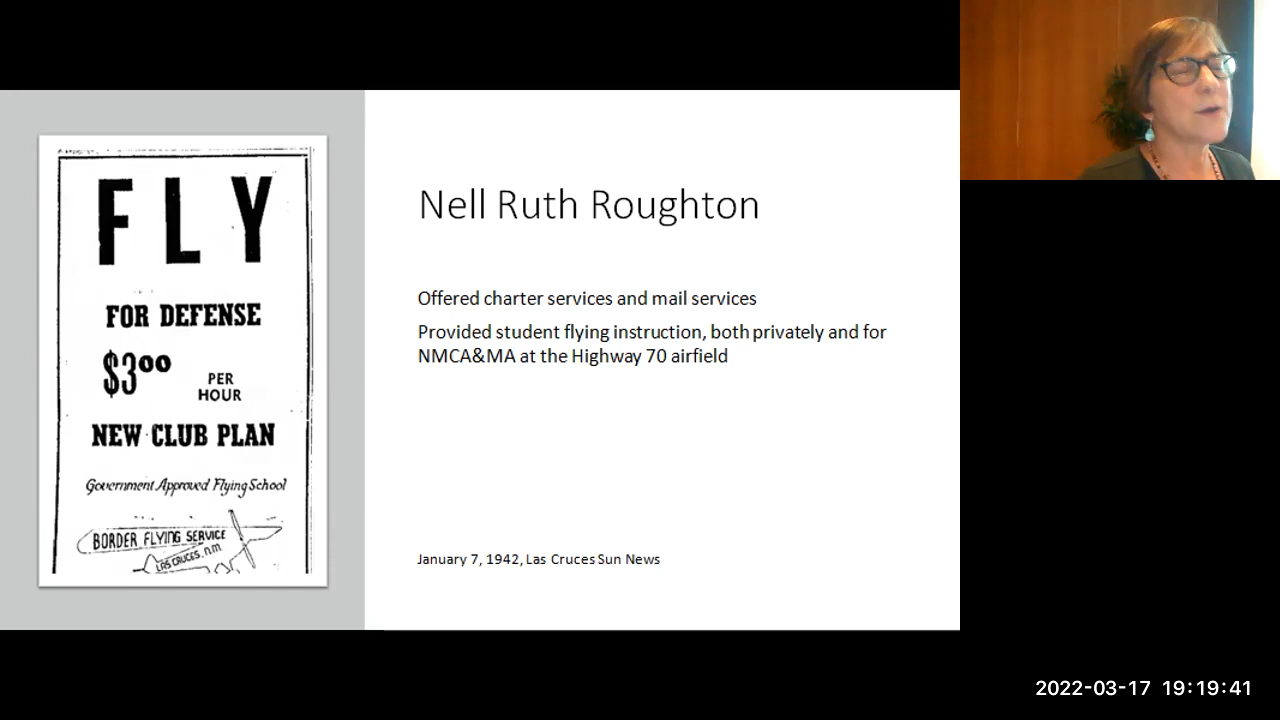 FLY
FOR DEFENSE
$3⁰⁰ PER
HOUR
NEW CLUB PLAN
Government Approved Flying School
BORDER FLYING SERVICE
LAS CRUCES, N.M.
Nell Ruth Roughton
Offered charter services and mail services
Provided student flying instruction, both privately and for
NMCA&MA at the Highway 70 airfield
January 7, 1942, Las Cruces Sun News
2022-03-17 19:19:41